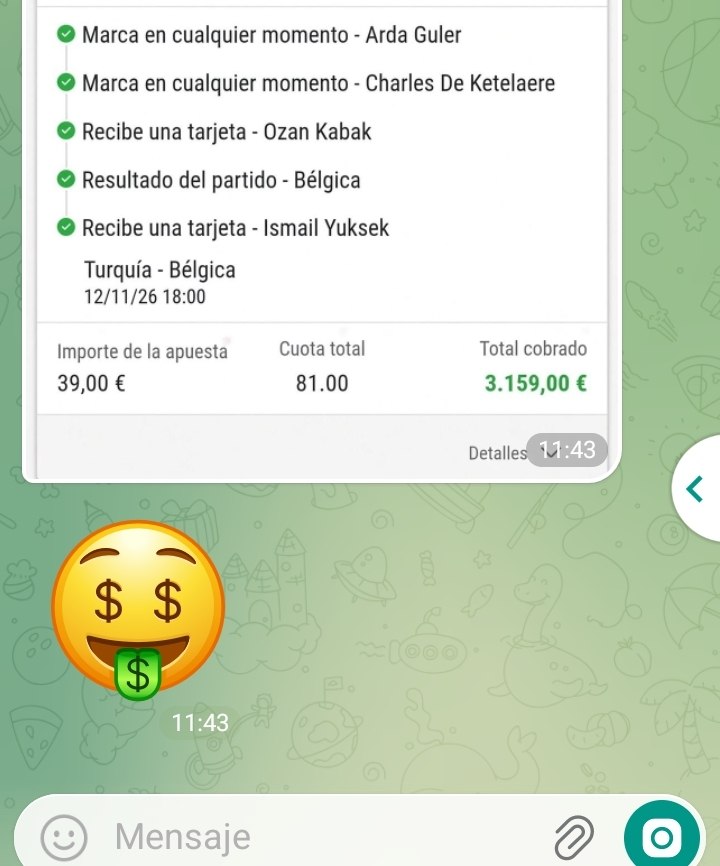 Marca en cualquier momento - Arda Guler
Marca en cualquier momento - Charles De Ketelaere
Recibe una tarjeta - Ozan Kabak
Resultado del partido - Bélgica
Recibe una tarjeta - Ismail Yuksek
Turquía - Bélgica
12/11/26 18:00
Importe de la apuesta Cuota total Total cobrado
39,00 € 81.00 3.159,00 €
Detalles 11:43
$ $
$
11:43
Mensaje